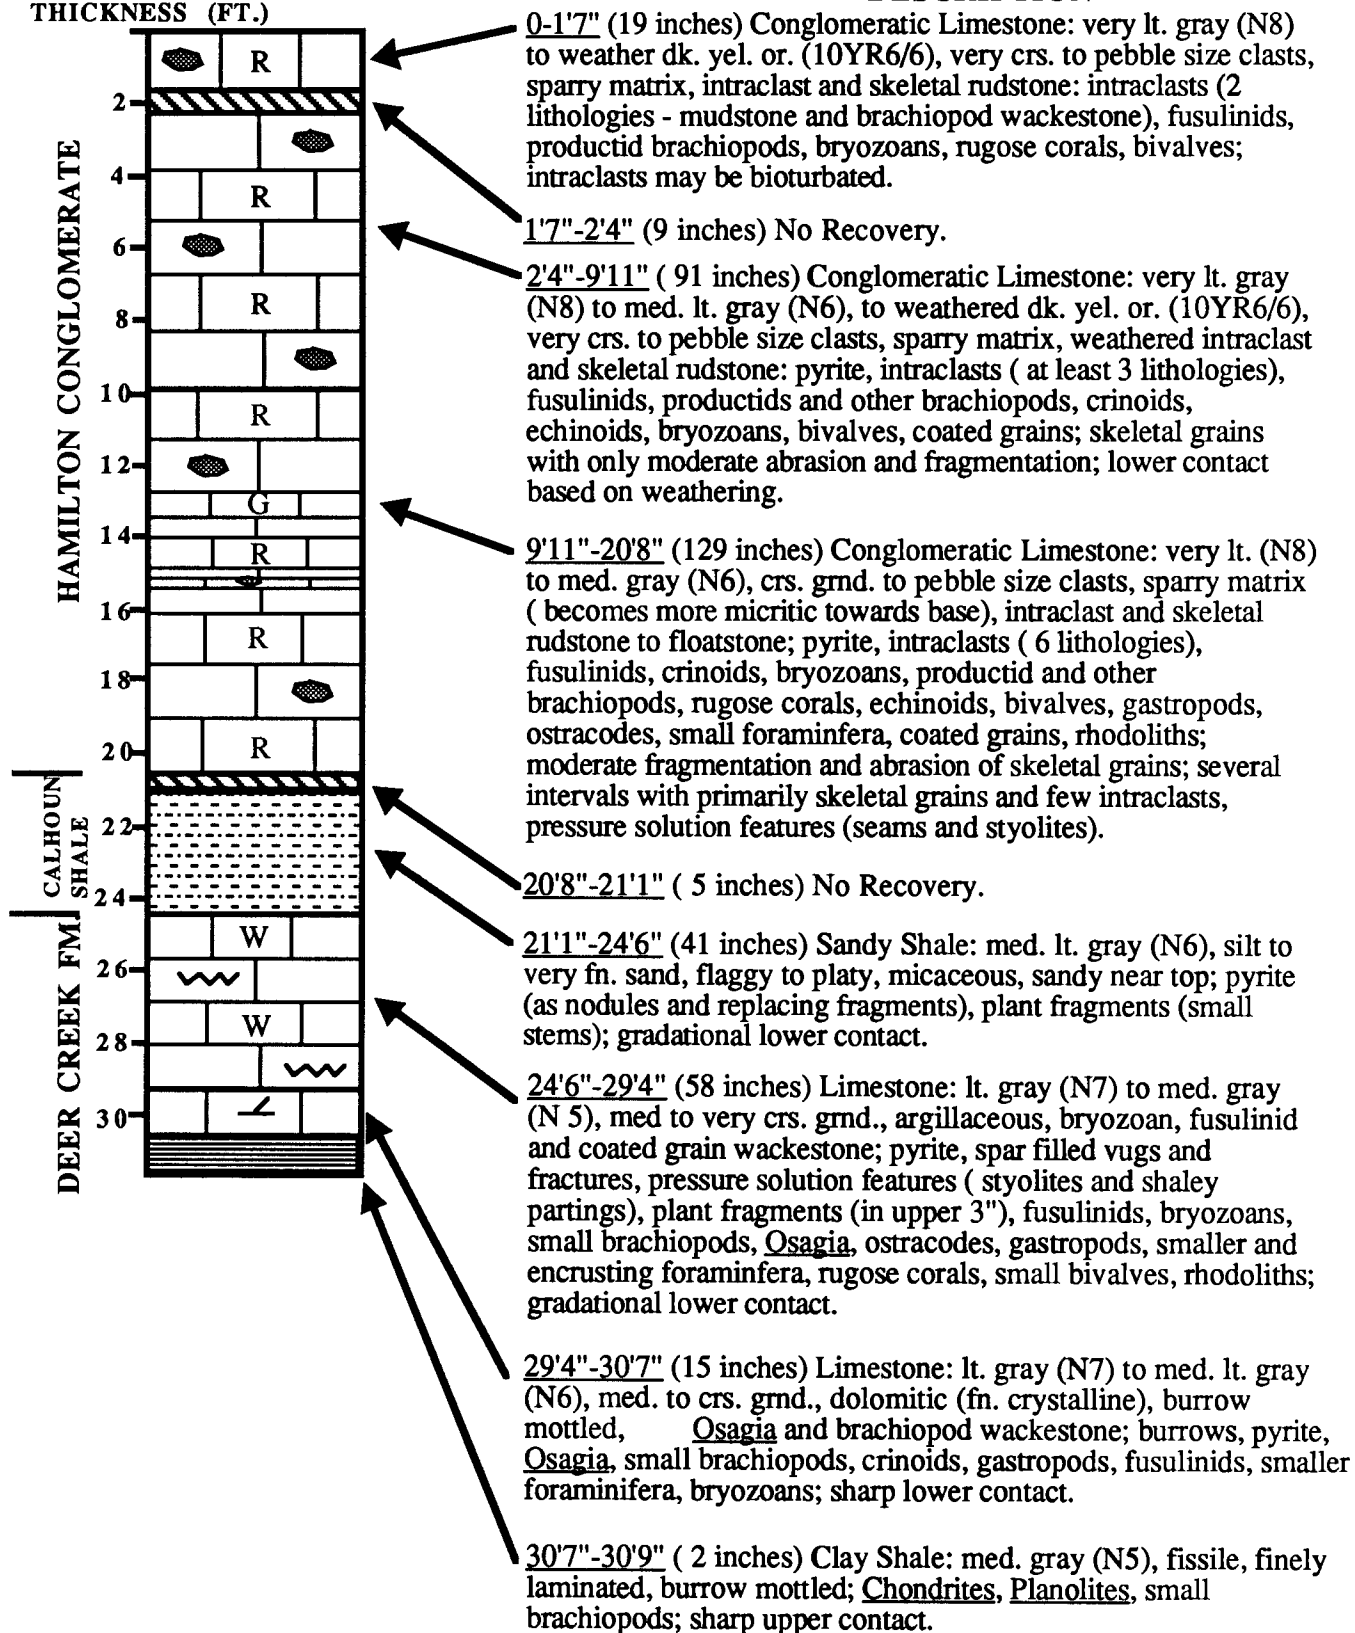 THICKNESS (FT.)
0-1'7" (19 inches) Conglomeratic Limestone: very lt. gray (N8)
to weather dk. yel. or. (10YR6/6), very crs. to pebble size clasts,
sparry matrix, intraclast and skeletal rudstone: intraclasts (2
lithologies - mudstone and brachiopod wackestone), fusulinids,
productid brachiopods, bryozoans, rugose corals, bivalves;
intraclasts may be bioturbated.
1'7"-2'4" (9 inches) No Recovery.
2'4"-9'11" ( 91 inches) Conglomeratic Limestone: very lt. gray
(N8) to med. lt. gray (N6), to weathered dk. yel. or. (10YR6/6),
very crs. to pebble size clasts, sparry matrix, weathered intraclast
and skeletal rudstone: pyrite, intraclasts ( at least 3 lithologies),
fusulinids, productids and other brachiopods, crinoids,
echinoids, bryozoans, bivalves, coated grains; skeletal grains
with only moderate abrasion and fragmentation; lower contact
based on weathering.
9'11"-20'8" (129 inches) Conglomeratic Limestone: very lt. (N8)
to med. gray (N6), crs. grnd. to pebble size clasts, sparry matrix
( becomes more micritic towards base), intraclast and skeletal
rudstone to floatstone; pyrite, intraclasts ( 6 lithologies),
fusulinids, crinoids, bryozoans, productid and other
brachiopods, rugose corals, echinoids, bivalves, gastropods,
ostracodes, small foraminfera, coated grains, rhodoliths;
moderate fragmentation and abrasion of skeletal grains; several
intervals with primarily skeletal grains and few intraclasts,
pressure solution features (seams and styolites).
20'8"-21'1" ( 5 inches) No Recovery.
21'1"-24'6" (41 inches) Sandy Shale: med. lt. gray (N6), silt to
very fn. sand, flaggy to platy, micaceous, sandy near top; pyrite
(as nodules and replacing fragments), plant fragments (small
stems); gradational lower contact.
24'6"-29'4" (58 inches) Limestone: lt. gray (N7) to med. gray
(N 5), med to very crs. grnd., argillaceous, bryozoan, fusulinid
and coated grain wackestone; pyrite, spar filled vugs and
fractures, pressure solution features ( styolites and shaley
partings), plant fragments (in upper 3"), fusulinids, bryozoans,
small brachiopods, Osagia, ostracodes, gastropods, smaller and
encrusting foraminfera, rugose corals, small bivalves, rhodoliths;
gradational lower contact.
29'4"-30'7" (15 inches) Limestone: lt. gray (N7) to med. lt. gray
(N6), med. to crs. grnd., dolomitic (fn. crystalline), burrow
mottled, Osagia and brachiopod wackestone; burrows, pyrite,
Osagia, small brachiopods, crinoids, gastropods, fusulinids, smaller
foraminifera, bryozoans; sharp lower contact.
30'7"-30'9" ( 2 inches) Clay Shale: med. gray (N5), fissile, finely
laminated, burrow mottled; Chondrites, Planolites, small
brachiopods; sharp upper contact.
HAMILTON CONGLOMERATE
CALHOUN
SHALE
DEER CREEK FM.
2
4
6
8
10
12
14
16
18
20
22
24
26
28
30
R
R
R
R
G
R
R
R
W
W